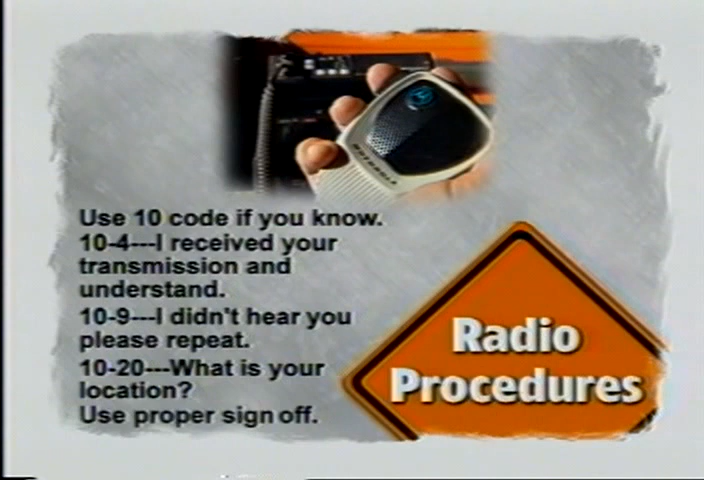 MOTOROLA
Use 10 code if you know.
10-4---I received your
transmission and
understand.
10-9---I didn't hear you
please repeat.
10-20---What is your
location?
Use proper sign off.
Radio
Procedures